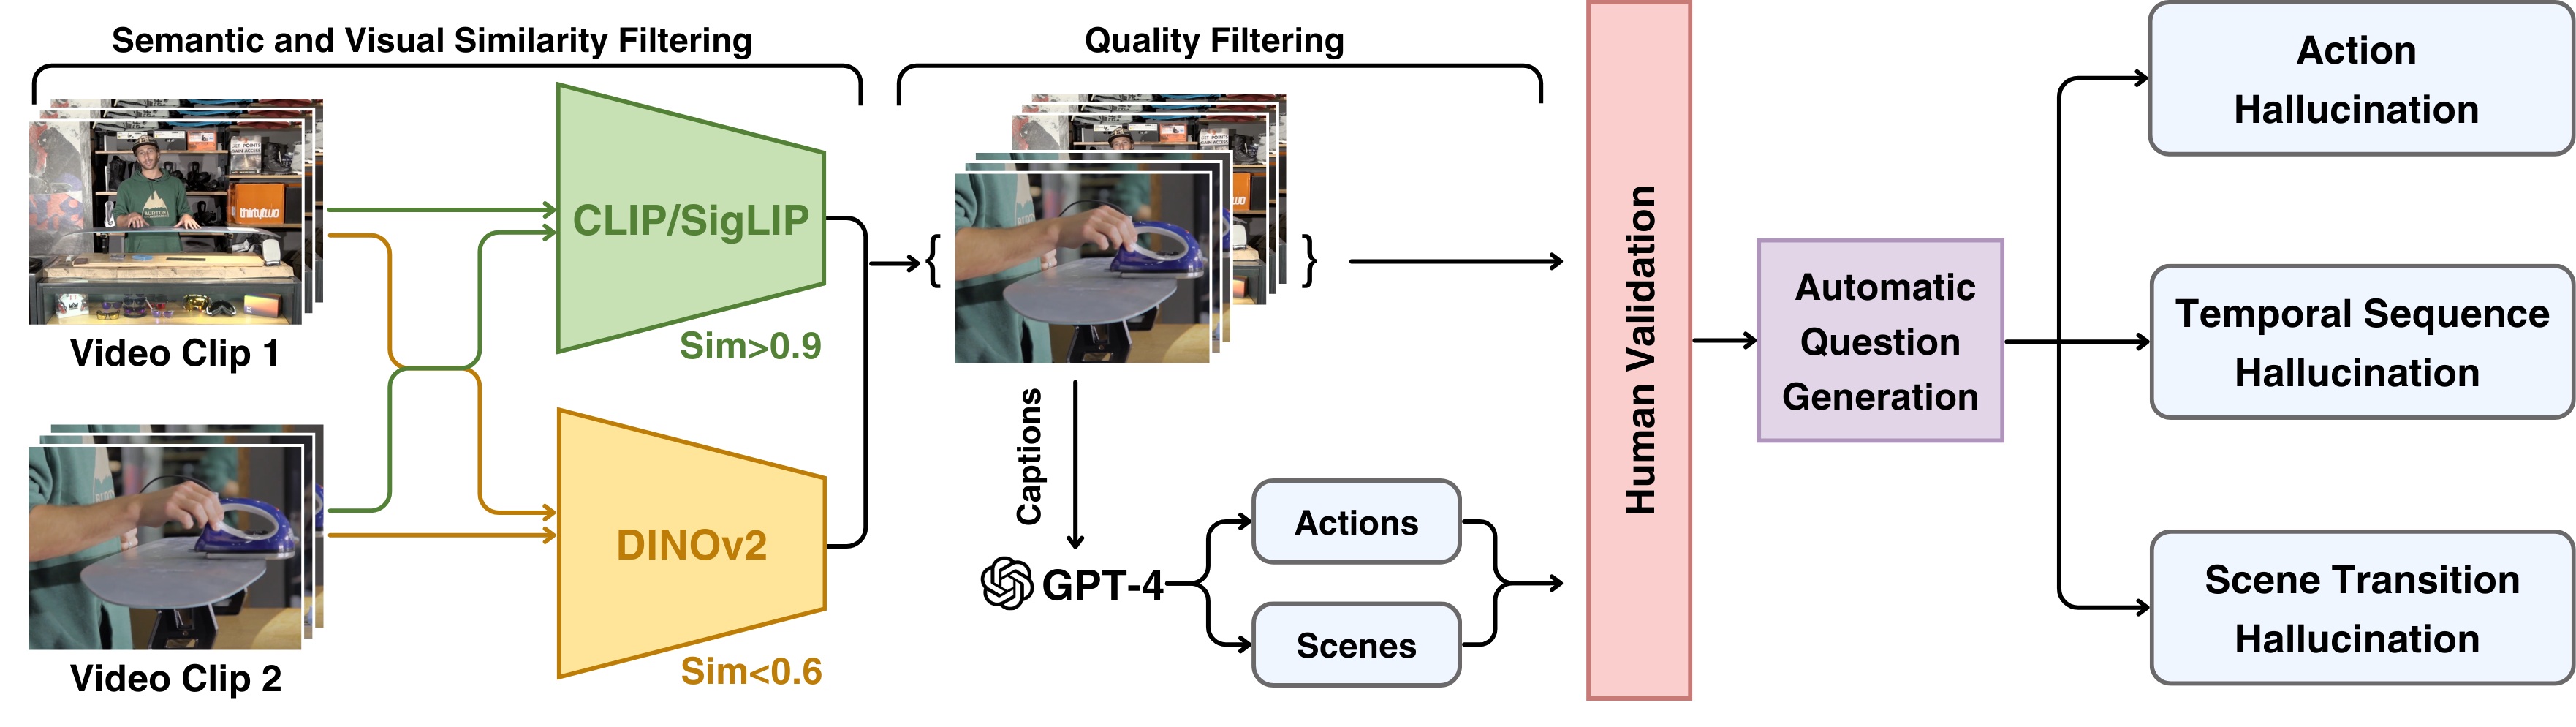 Semantic and Visual Similarity Filtering
Quality Filtering
thirtytwo
Video Clip 1
CLIP/SigLIP
Sim>0.9
Video Clip 2
DINOv2
Sim<0.6
{
}
Captions
GPT-4
Actions
Scenes
Human Validation
Automatic
Question
Generation
Action
Hallucination
Temporal Sequence
Hallucination
Scene Transition
Hallucination